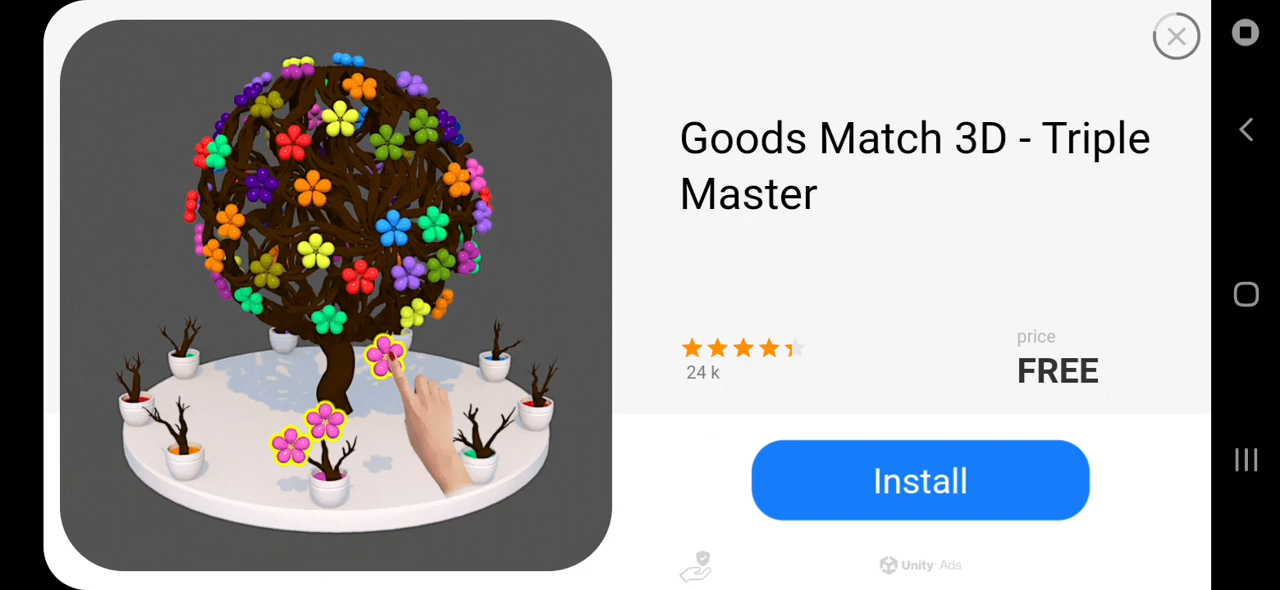 Goods Match 3D - Triple
Master
24 k
price
FREE
Install
Unity Ads